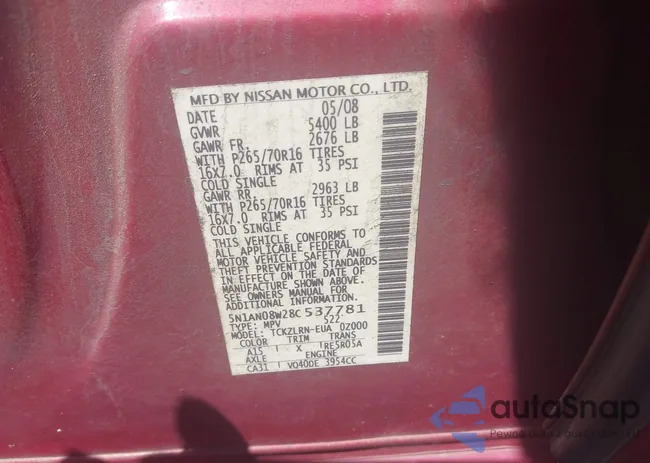 MFD BY NISSAN MOTOR CO., LTD.
DATE 05/08
GVWR 5400 LB
GAWR FR. 2676 LB
WITH P265/70R16 TIRES
16X7.0 RIMS AT 35 PSI
COLD SINGLE
GAWR RR. 2963 LB
WITH P265/70R16 TIRES
16X7.0 RIMS AT 35 PSI
COLD SINGLE
THIS VEHICLE CONFORMS TO
ALL APPLICABLE FEDERAL
MOTOR VEHICLE SAFETY AND
THEFT PREVENTION STANDARDS
IN EFFECT ON THE DATE OF
MANUFACTURE SHOWN ABOVE.
SEE OWNERS MANUAL FOR
ADDITIONAL INFORMATION.
5N1AN08W28C537781
TYPE: MPV 522
MODEL: TCKZLRN-EUA 0Z000
COLOR TRIM TRANS
A15 X RE5R05A
AXLE ENGINE
CA31 VQ40DE 3954CC
autoSnap